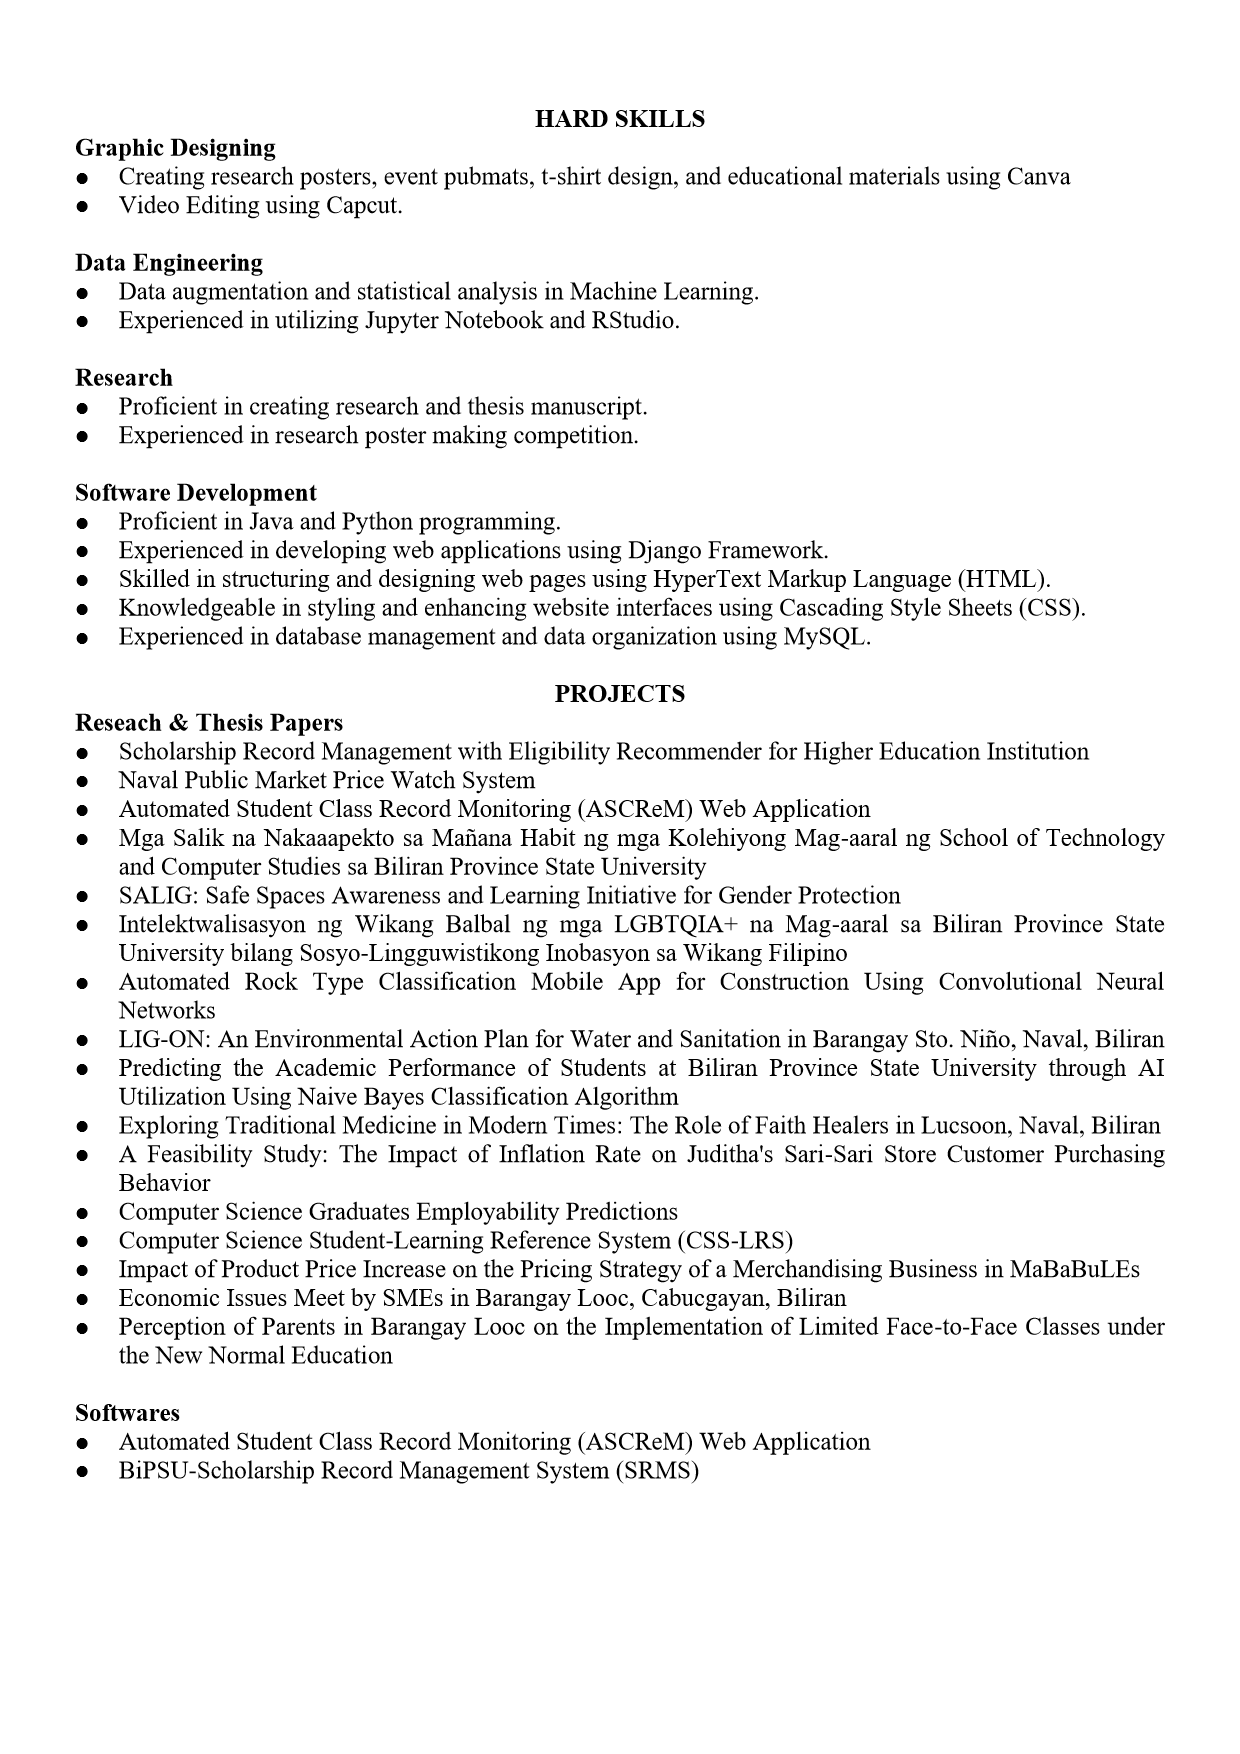 HARD SKILLS
Graphic Designing
● Creating research posters, event pubmats, t-shirt design, and educational materials using Canva
● Video Editing using Capcut.
Data Engineering
● Data augmentation and statistical analysis in Machine Learning.
● Experienced in utilizing Jupyter Notebook and RStudio.
Research
● Proficient in creating research and thesis manuscript.
● Experienced in research poster making competition.
Software Development
● Proficient in Java and Python programming.
● Experienced in developing web applications using Django Framework.
● Skilled in structuring and designing web pages using HyperText Markup Language (HTML).
● Knowledgeable in styling and enhancing website interfaces using Cascading Style Sheets (CSS).
● Experienced in database management and data organization using MySQL.
PROJECTS
Reseach & Thesis Papers
● Scholarship Record Management with Eligibility Recommender for Higher Education Institution
● Naval Public Market Price Watch System
● Automated Student Class Record Monitoring (ASCReM) Web Application
● Mga Salik na Nakaaapekto sa Mañana Habit ng mga Kolehiyong Mag-aaral ng School of Technology
and Computer Studies sa Biliran Province State University
● SALIG: Safe Spaces Awareness and Learning Initiative for Gender Protection
● Intelektwalisasyon ng Wikang Balbal ng mga LGBTQIA+ na Mag-aaral sa Biliran Province State
University bilang Sosyo-Lingguwistikong Inobasyon sa Wikang Filipino
● Automated Rock Type Classification Mobile App for Construction Using Convolutional Neural
Networks
● LIG-ON: An Environmental Action Plan for Water and Sanitation in Barangay Sto. Niño, Naval, Biliran
● Predicting the Academic Performance of Students at Biliran Province State University through AI
Utilization Using Naive Bayes Classification Algorithm
● Exploring Traditional Medicine in Modern Times: The Role of Faith Healers in Lucsoon, Naval, Biliran
● A Feasibility Study: The Impact of Inflation Rate on Juditha's Sari-Sari Store Customer Purchasing
Behavior
● Computer Science Graduates Employability Predictions
● Computer Science Student-Learning Reference System (CSS-LRS)
● Impact of Product Price Increase on the Pricing Strategy of a Merchandising Business in MaBaBuLEs
● Economic Issues Meet by SMEs in Barangay Looc, Cabucgayan, Biliran
● Perception of Parents in Barangay Looc on the Implementation of Limited Face-to-Face Classes under
the New Normal Education
Softwares
● Automated Student Class Record Monitoring (ASCReM) Web Application
● BiPSU-Scholarship Record Management System (SRMS)